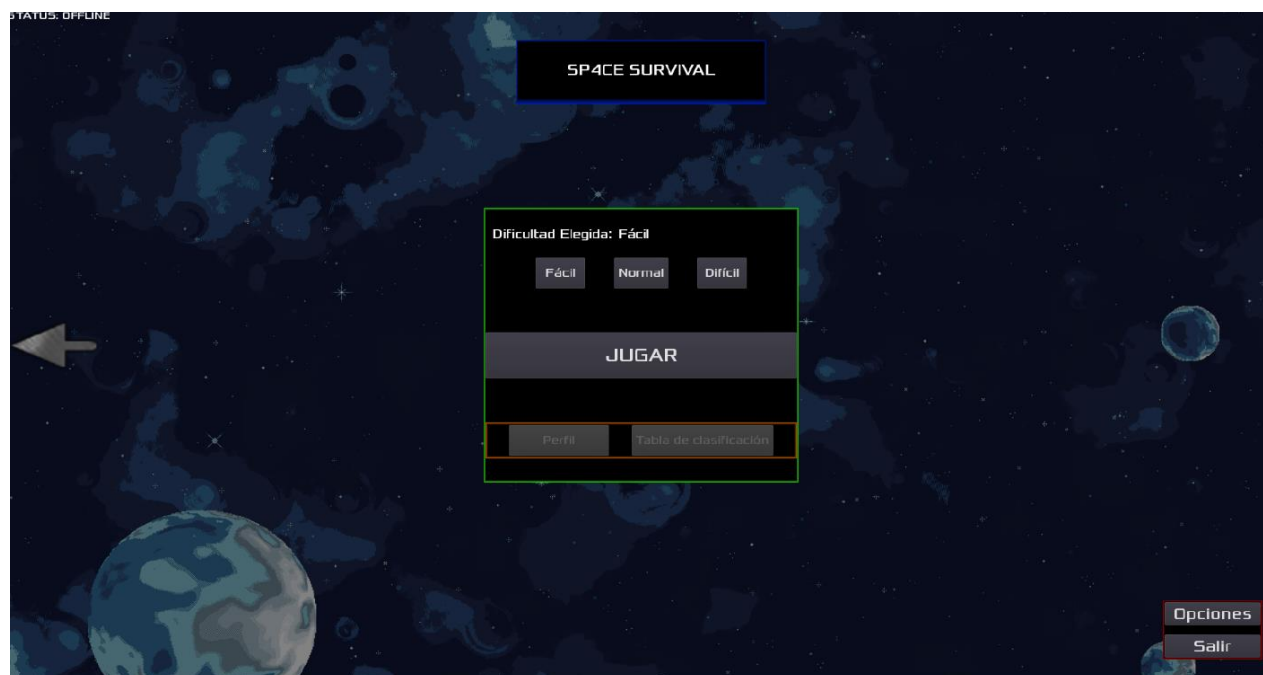 STATUS: OFFLINE
SP4CE SURVIVAL
Dificultad Elegida: Fácil
Fácil Normal Difícil
JUGAR
Perfil Tabla de clasificación
Opciones
Salir